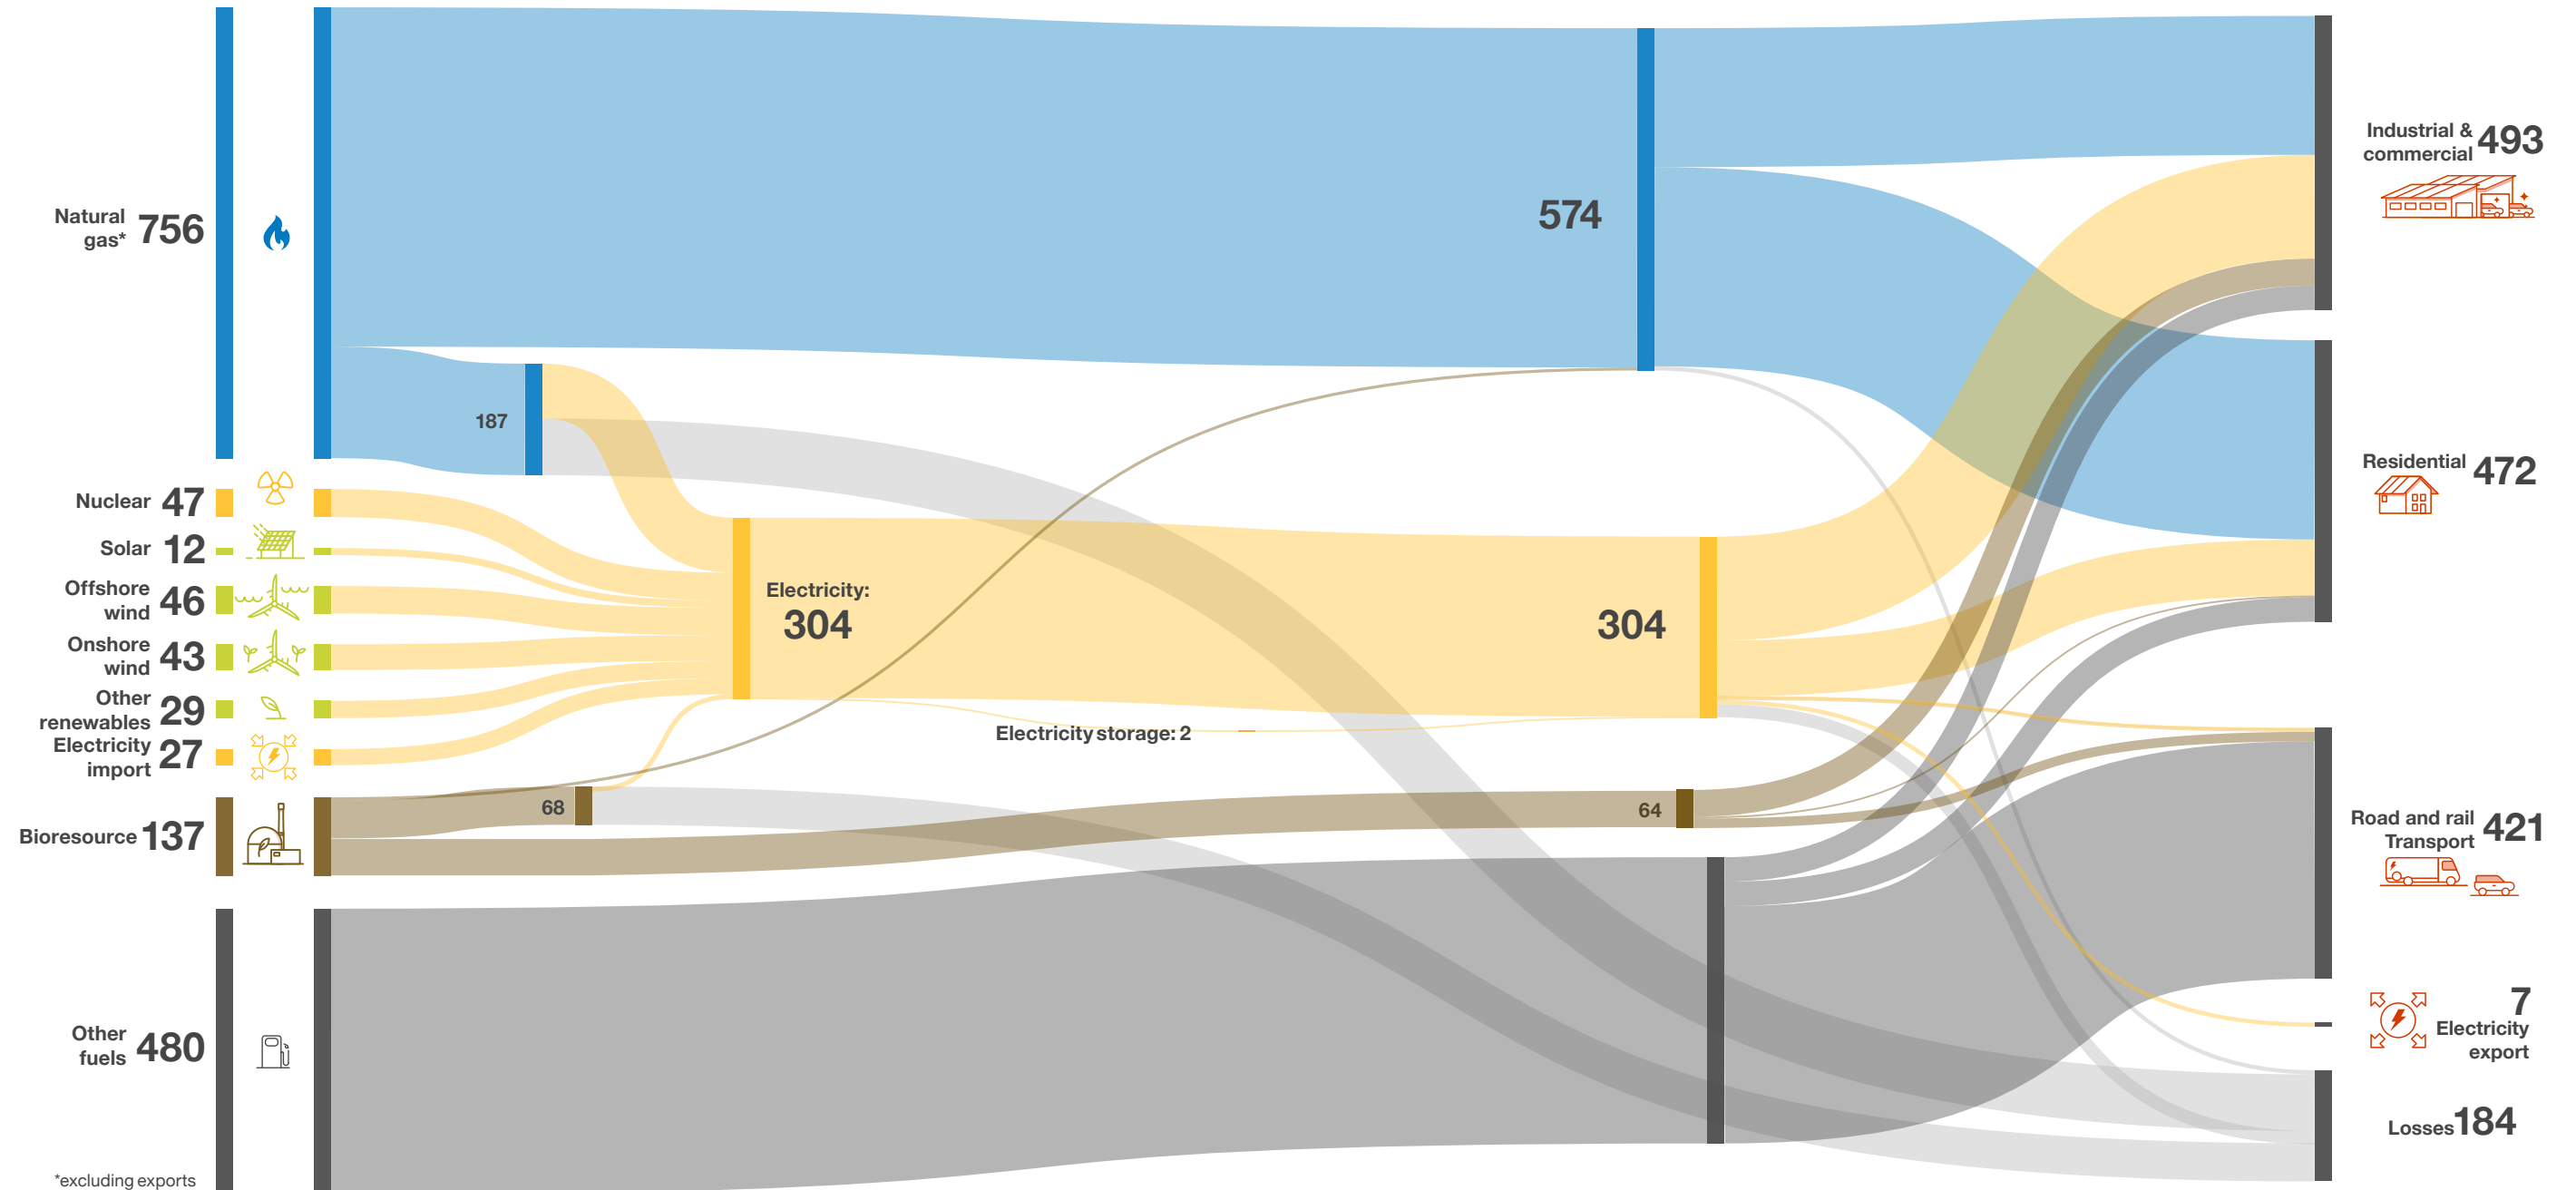 Natural
gas* 756
Nuclear 47
Solar 12
Offshore
wind 46
Onshore
wind 43
Other
renewables 29
Electricity
import 27
Bioresource 137
Other
fuels 480
*excluding exports
187
68
Electricity:
304
Electricity storage: 2
574
304
64
Industrial &
commercial 493
Residential 472
Road and rail
Transport 421
7
Electricity
export
Losses 184